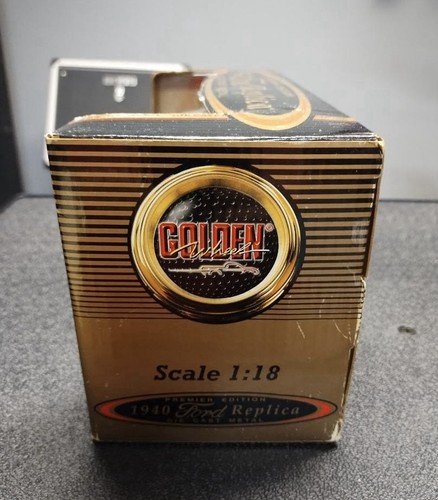 GOLDEN®
Wheel
Scale 1:18
PREMIER EDITION
1940 Ford Replica
DIE CAST METAL